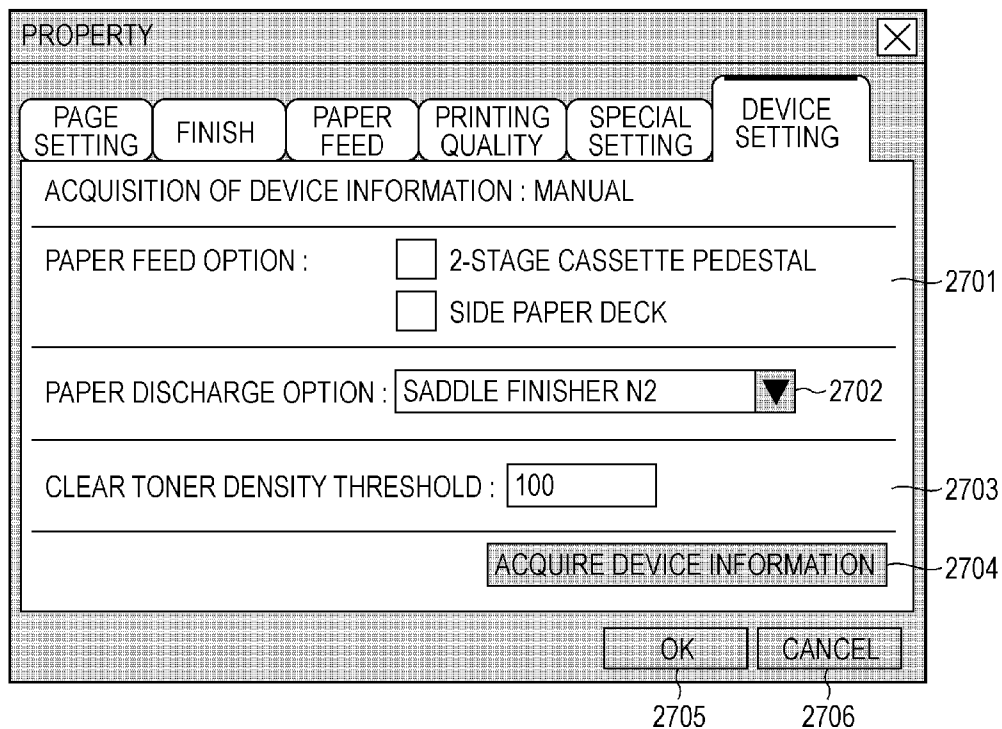 PROPERTY
PAGE SETTING
FINISH
PAPER FEED
PRINTING QUALITY
SPECIAL SETTING
DEVICE SETTING
ACQUISITION OF DEVICE INFORMATION : MANUAL
PAPER FEED OPTION : 2-STAGE CASSETTE PEDESTAL
2701
SIDE PAPER DECK
PAPER DISCHARGE OPTION : SADDLE FINISHER N2 2702
CLEAR TONER DENSITY THRESHOLD : 100 2703
ACQUIRE DEVICE INFORMATION 2704
OK CANCEL
2705 2706